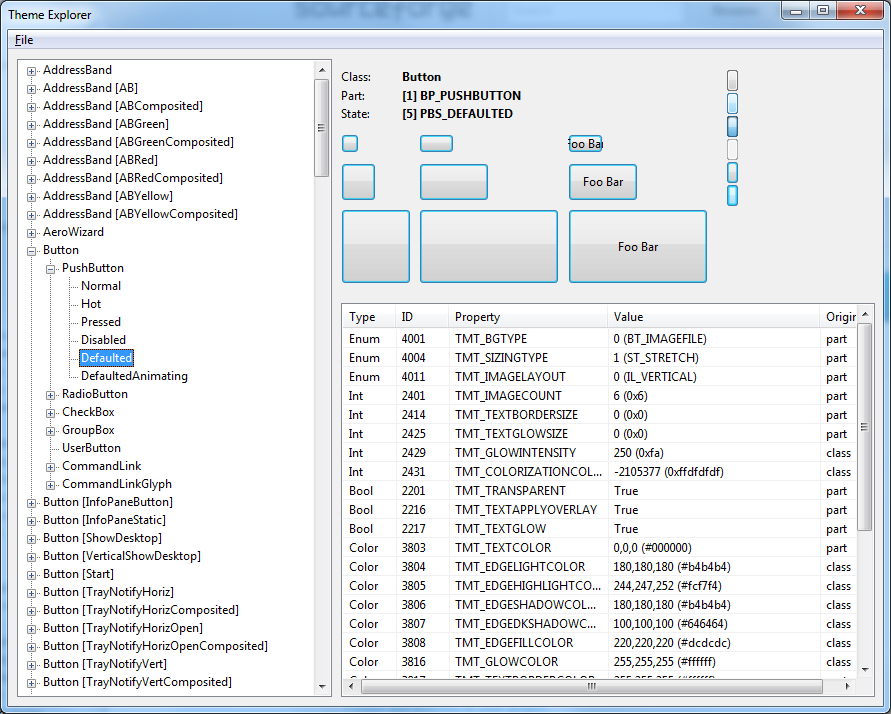 Theme Explorer
File
AddressBand
AddressBand [AB]
AddressBand [ABComposited]
AddressBand [ABGreen]
AddressBand [ABGreenComposited]
AddressBand [ABRed]
AddressBand [ABRedComposited]
AddressBand [ABYellow]
AddressBand [ABYellowComposited]
AeroWizard
Button
PushButton
Normal
Hot
Pressed
Disabled
Defaulted
DefaultedAnimating
RadioButton
CheckBox
GroupBox
UserButton
CommandLink
CommandLinkGlyph
Button [InfoPaneButton]
Button [InfoPaneStatic]
Button [ShowDesktop]
Button [VerticalShowDesktop]
Button [Start]
Button [TrayNotifyHoriz]
Button [TrayNotifyHorizComposited]
Button [TrayNotifyHorizOpen]
Button [TrayNotifyHorizOpenComposited]
Button [TrayNotifyVert]
Button [TrayNotifyVertComposited]
Class: Button
Part: [1] BP_PUSHBUTTON
State: [5] PBS_DEFAULTED
Foo Bar
Foo Bar
Foo Bar
Type ID Property Value Origin
Enum 4001 TMT_BGTYPE 0 (BT_IMAGEFILE) part
Enum 4004 TMT_SIZINGTYPE 1 (ST_STRETCH) part
Enum 4011 TMT_IMAGELAYOUT 0 (IL_VERTICAL) part
Int 2401 TMT_IMAGECOUNT 6 (0x6) part
Int 2414 TMT_TEXTBORDERSIZE 0 (0x0) part
Int 2425 TMT_TEXTGLOWSIZE 0 (0x0) part
Int 2429 TMT_GLOWINTENSITY 250 (0xfa) class
Int 2431 TMT_COLORIZATIONCOL... -2105377 (0xffdfdfdf) class
Bool 2201 TMT_TRANSPARENT True part
Bool 2216 TMT_TEXTAPPLYOVERLAY True part
Bool 2217 TMT_TEXTGLOW True part
Color 3803 TMT_TEXTCOLOR 0,0,0 (#000000) part
Color 3804 TMT_EDGELIGHTCOLOR 180,180,180 (#b4b4b4) class
Color 3805 TMT_EDGEHIGHLIGHTCO... 244,247,252 (#fcf7f4) class
Color 3806 TMT_EDGESHADOWCOL... 180,180,180 (#b4b4b4) class
Color 3807 TMT_EDGEDKSHADOWC... 100,100,100 (#646464) class
Color 3808 TMT_EDGEFILLCOLOR 220,220,220 (#dcdcdc) class
Color 3816 TMT_GLOWCOLOR 255,255,255 (#ffffff) class
Color 3817 TMT_TEXTBORDERCOLOR 255,255,255 (#ffffff) class